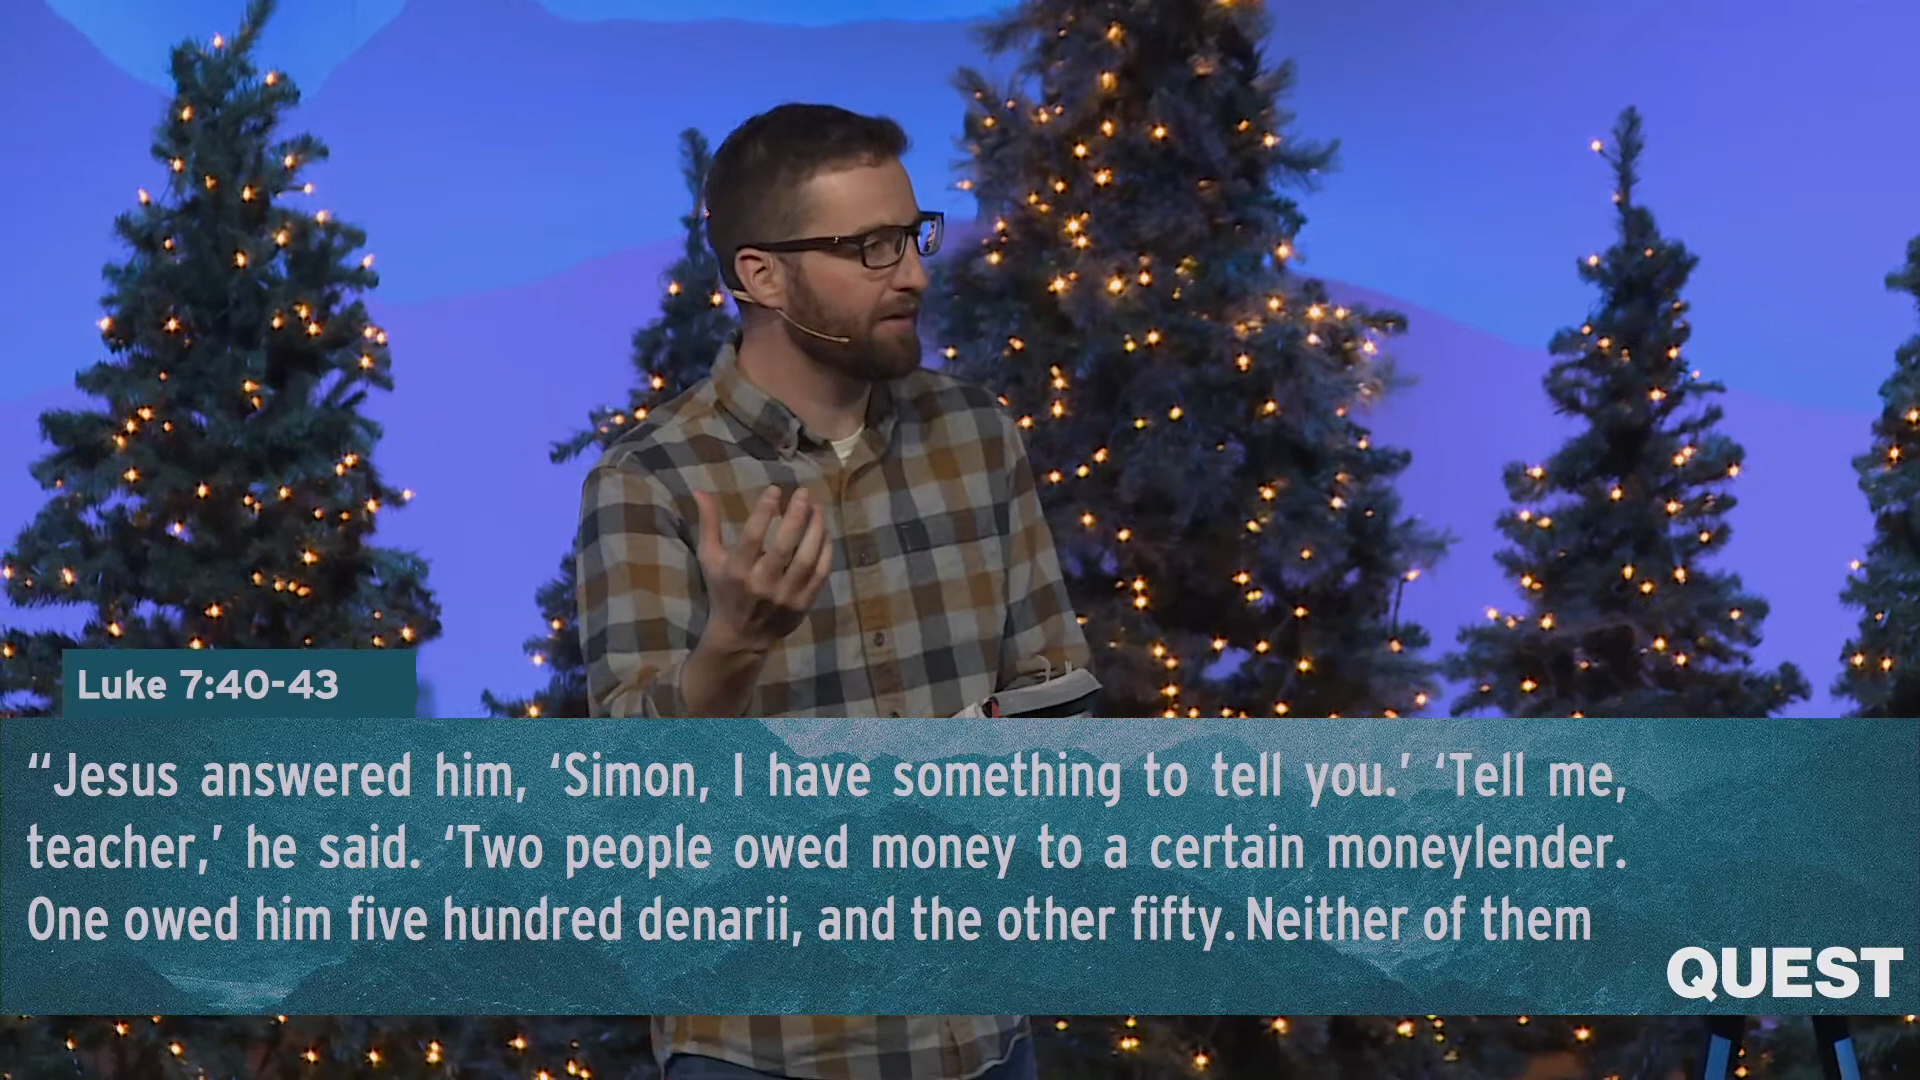 Luke 7:40-43
“Jesus answered him, ‘Simon, I have something to tell you.’ ‘Tell me,
teacher,’ he said. ‘Two people owed money to a certain moneylender.
One owed him five hundred denarii, and the other fifty. Neither of them
QUEST